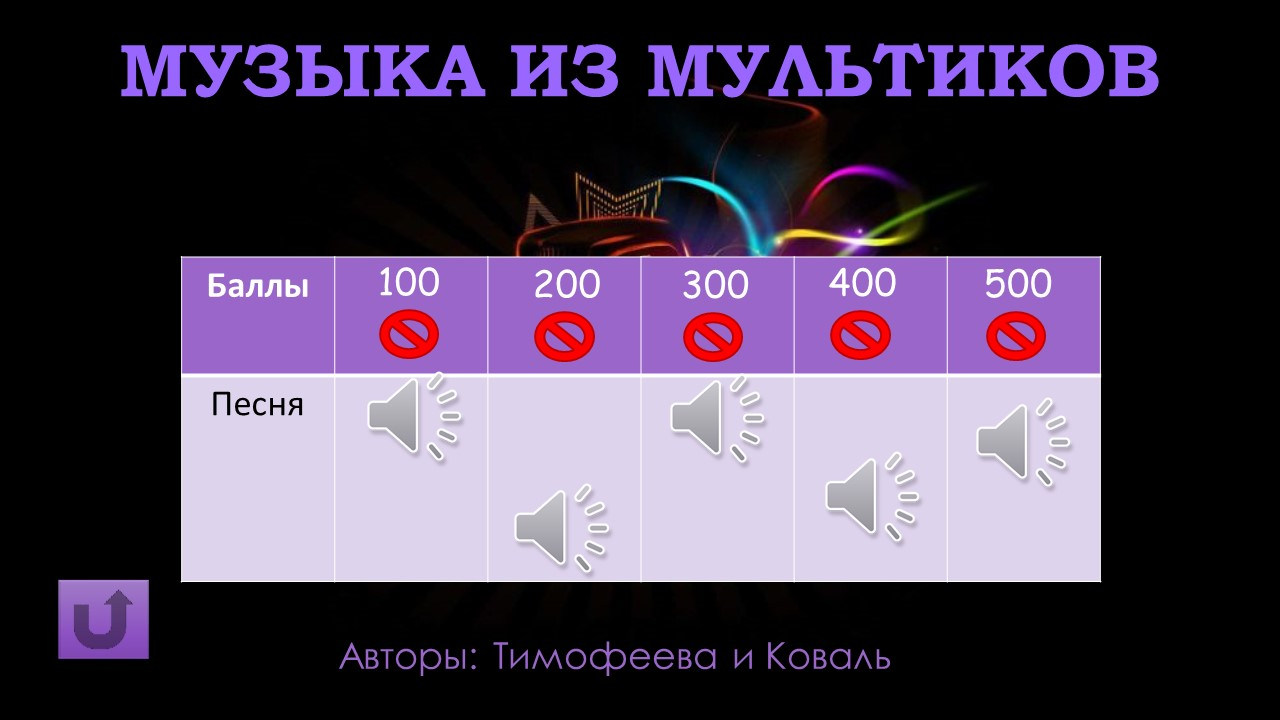 МУЗЫКА ИЗ МУЛЬТИКОВ
Баллы 100 200 300 400 500
Песня
Авторы: Тимофеева и Коваль